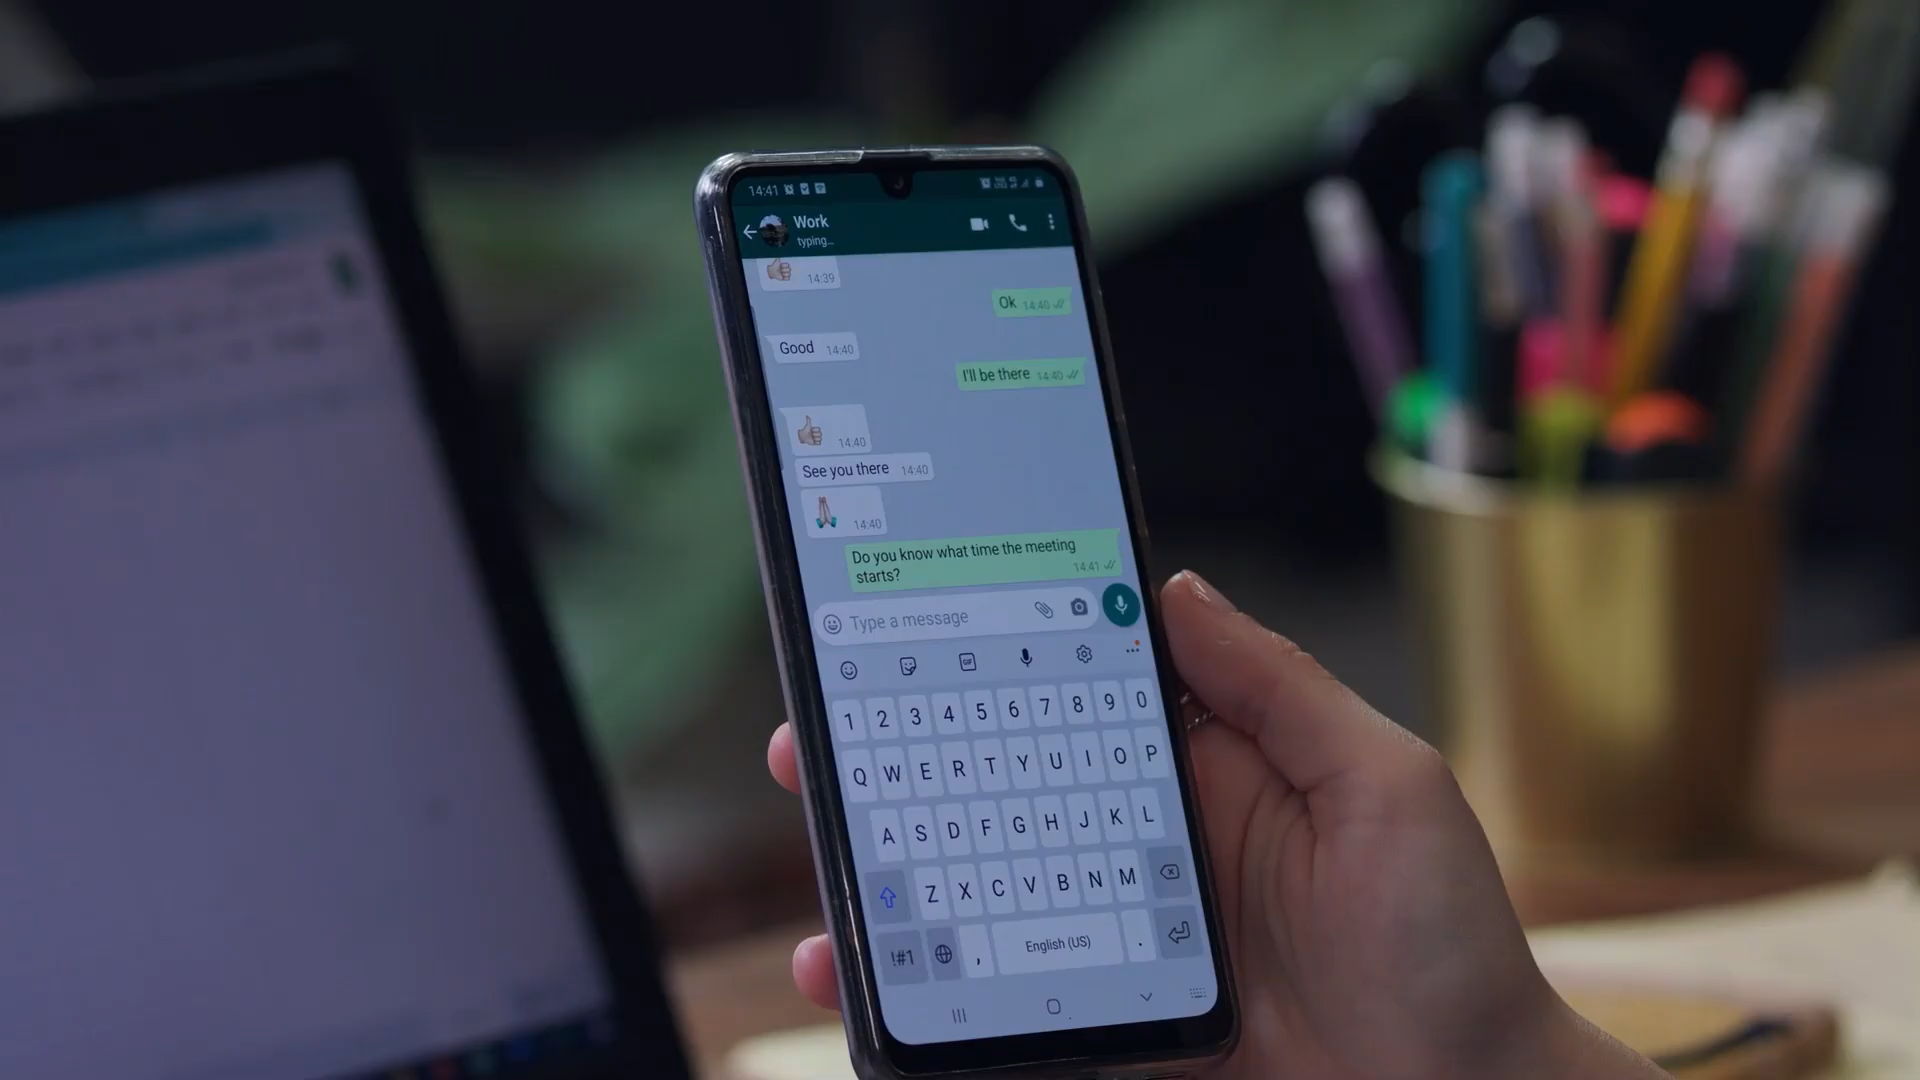 14:41
Work
typing...
14:39
Ok 14:40
Good 14:40
I'll be there 14:40
14:40
See you there 14:40
14:40
Do you know what time the meeting
starts? 14:41
Type a message
GIF
1 2 3 4 5 6 7 8 9 0
Q W E R T Y U I O P
A S D F G H J K L
Z X C V B N M
!#1 , English (US) .